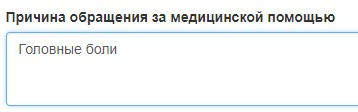 Причина обращения за медицинской помощью
Головные боли